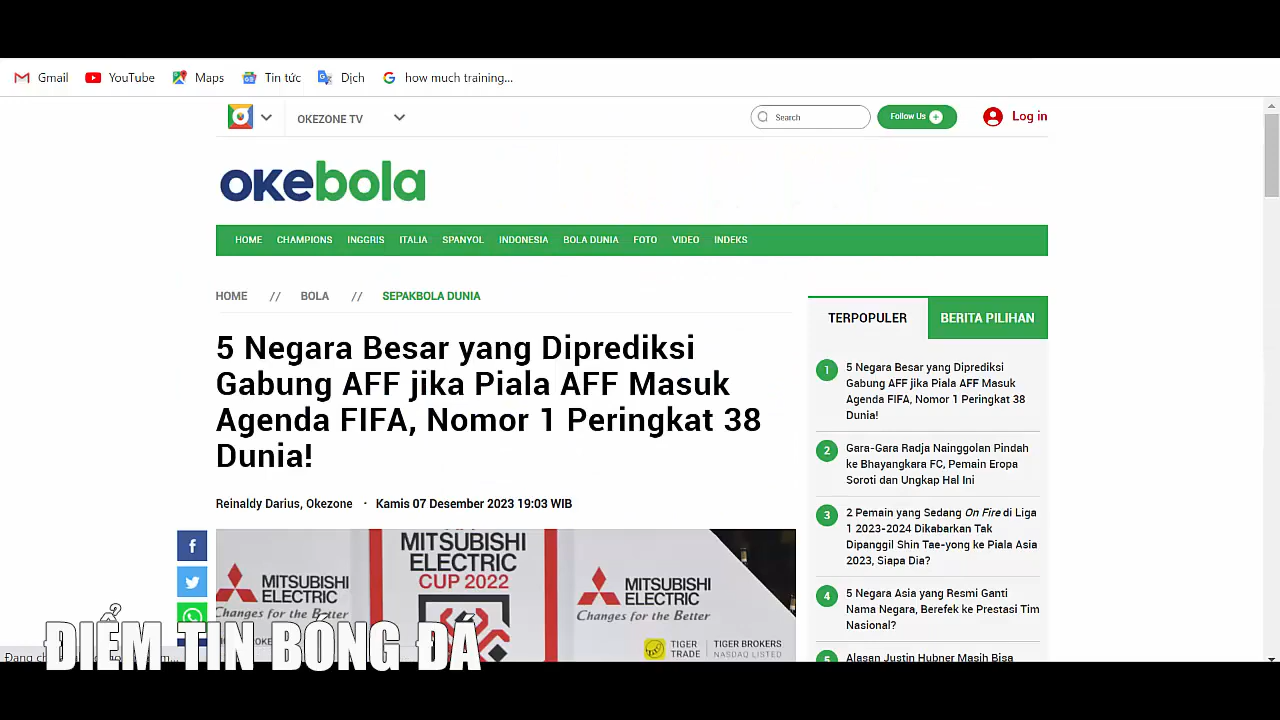 Gmail
YouTube
Maps
Tin tức
Dịch
how much training...
OKEZONE TV
Search
Follow Us
Log in
okebola
HOME CHAMPIONS INGGRIS ITALIA SPANYOL INDONESIA BOLA DUNIA FOTO VIDEO INDEKS
HOME // BOLA // SEPAKBOLA DUNIA
5 Negara Besar yang Diprediksi
Gabung AFF jika Piala AFF Masuk
Agenda FIFA, Nomor 1 Peringkat 38
Dunia!
Reinaldy Darius, Okezone · Kamis 07 Desember 2023 19:03 WIB
MITSUBISHI
ELECTRIC
Changes for the Better
MITSUBISHI
ELECTRIC
CUP 2022
MITSUBISHI
ELECTRIC
Changes for the Better
TIGER
TRADE
TIGER BROKERS
NASDAQ LISTED
TERPOPULER
BERITA PILIHAN
1
5 Negara Besar yang Diprediksi
Gabung AFF jika Piala AFF Masuk
Agenda FIFA, Nomor 1 Peringkat 38
Dunia!
2
Gara-Gara Radja Nainggolan Pindah
ke Bhayangkara FC, Pemain Eropa
Soroti dan Ungkap Hal Ini
3
2 Pemain yang Sedang On Fire di Liga
1 2023-2024 Dikabarkan Tak
Dipanggil Shin Tae-yong ke Piala Asia
2023, Siapa Dia?
4
5 Negara Asia yang Resmi Ganti
Nama Negara, Berefek ke Prestasi Tim
Nasional?
5
Alasan Justin Hubner Masih Bisa
ĐIỂM TIN BÓNG ĐÁ